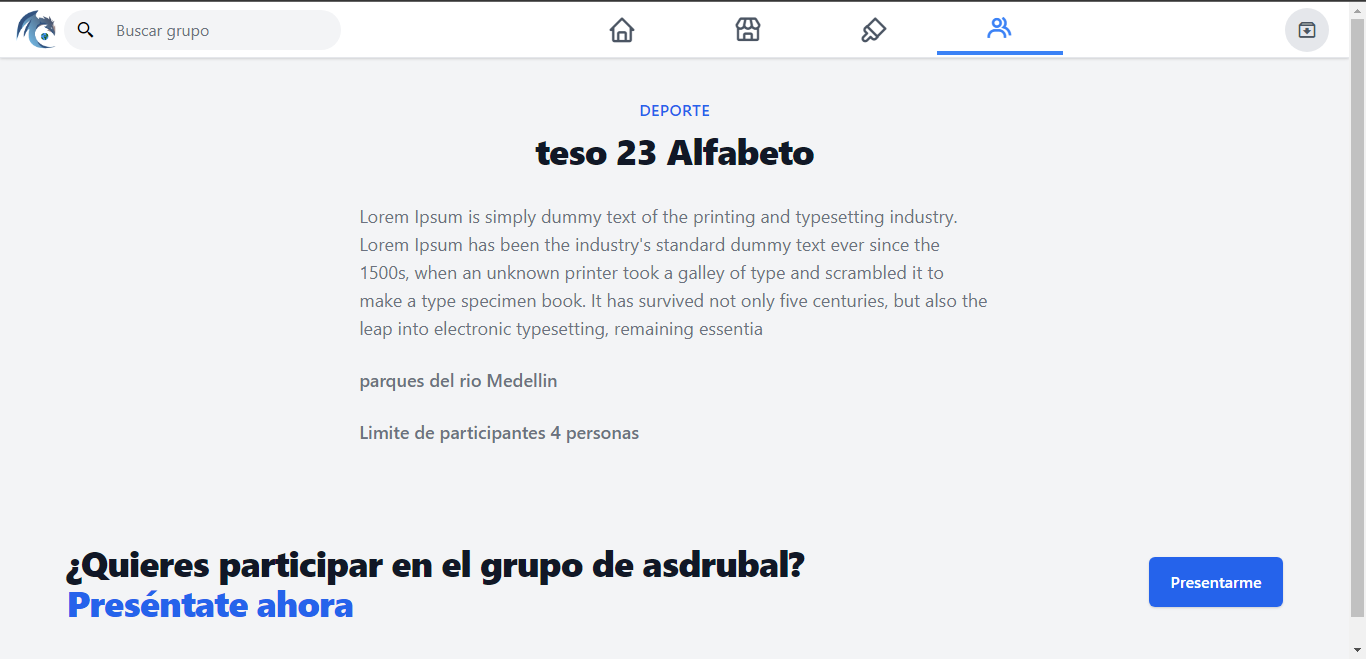 Buscar grupo
DEPORTE
teso 23 Alfabeto
Lorem Ipsum is simply dummy text of the printing and typesetting industry.
Lorem Ipsum has been the industry's standard dummy text ever since the
1500s, when an unknown printer took a galley of type and scrambled it to
make a type specimen book. It has survived not only five centuries, but also the
leap into electronic typesetting, remaining essentia
parques del rio Medellin
Limite de participantes 4 personas
¿Quieres participar en el grupo de asdrubal?
Preséntate ahora
Presentarme